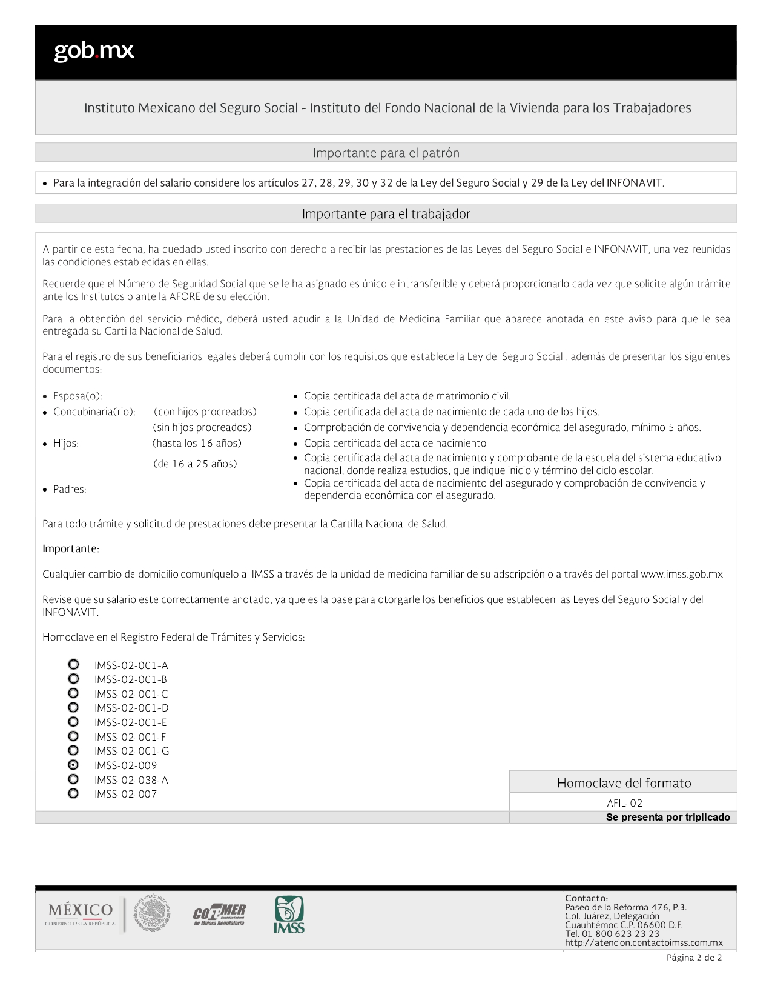 gob.mx
Instituto Mexicano del Seguro Social - Instituto del Fondo Nacional de la Vivienda para los Trabajadores
Importante para el patrón
• Para la integración del salario considere los artículos 27, 28, 29, 30 y 32 de la Ley del Seguro Social y 29 de la Ley del INFONAVIT.
Importante para el trabajador
A partir de esta fecha, ha quedado usted inscrito con derecho a recibir las prestaciones de las Leyes del Seguro Social e INFONAVIT, una vez reunidas
las condiciones establecidas en ellas.
Recuerde que el Número de Seguridad Social que se le ha asignado es único e intransferible y deberá proporcionarlo cada vez que solicite algún trámite
ante los Institutos o ante la AFORE de su elección.
Para la obtención del servicio médico, deberá usted acudir a la Unidad de Medicina Familiar que aparece anotada en este aviso para que le sea
entregada su Cartilla Nacional de Salud.
Para el registro de sus beneficiarios legales deberá cumplir con los requisitos que establece la Ley del Seguro Social , además de presentar los siguientes
documentos:
• Esposa(o): • Copia certificada del acta de matrimonio civil.
• Concubinaria(rio): (con hijos procreados) • Copia certificada del acta de nacimiento de cada uno de los hijos.
(sin hijos procreados) • Comprobación de convivencia y dependencia económica del asegurado, mínimo 5 años.
• Hijos: (hasta los 16 años) • Copia certificada del acta de nacimiento
(de 16 a 25 años) • Copia certificada del acta de nacimiento y comprobante de la escuela del sistema educativo
nacional, donde realiza estudios, que indique inicio y término del ciclo escolar.
• Padres: • Copia certificada del acta de nacimiento del asegurado y comprobación de convivencia y
dependencia económica con el asegurado.
Para todo trámite y solicitud de prestaciones debe presentar la Cartilla Nacional de Salud.
Importante:
Cualquier cambio de domicilio comuníquelo al IMSS a través de la unidad de medicina familiar de su adscripción o a través del portal www.imss.gob.mx
Revise que su salario este correctamente anotado, ya que es la base para otorgarle los beneficios que establecen las Leyes del Seguro Social y del
INFONAVIT.
Homoclave en el Registro Federal de Trámites y Servicios:
IMSS-02-001-A
IMSS-02-001-B
IMSS-02-001-C
IMSS-02-001-D
IMSS-02-001-E
IMSS-02-001-F
IMSS-02-001-G
IMSS-02-009
IMSS-02-038-A
IMSS-02-007
Homoclave del formato
AFIL-02
Se presenta por triplicado
MÉXICO
GOBIERNO DE LA REPÚBLICA
ESTADOS UNIDOS MEXICANOS
COFEMER
Comisión Federal
de Mejora Regulatoria
IMSS
Contacto:
Paseo de la Reforma 476, P.B.
Col. Juárez, Delegación
Cuauhtémoc C.P. 06600 D.F.
Tel. 01 800 623 23 23
http://atencion.contactoimss.com.mx
Página 2 de 2